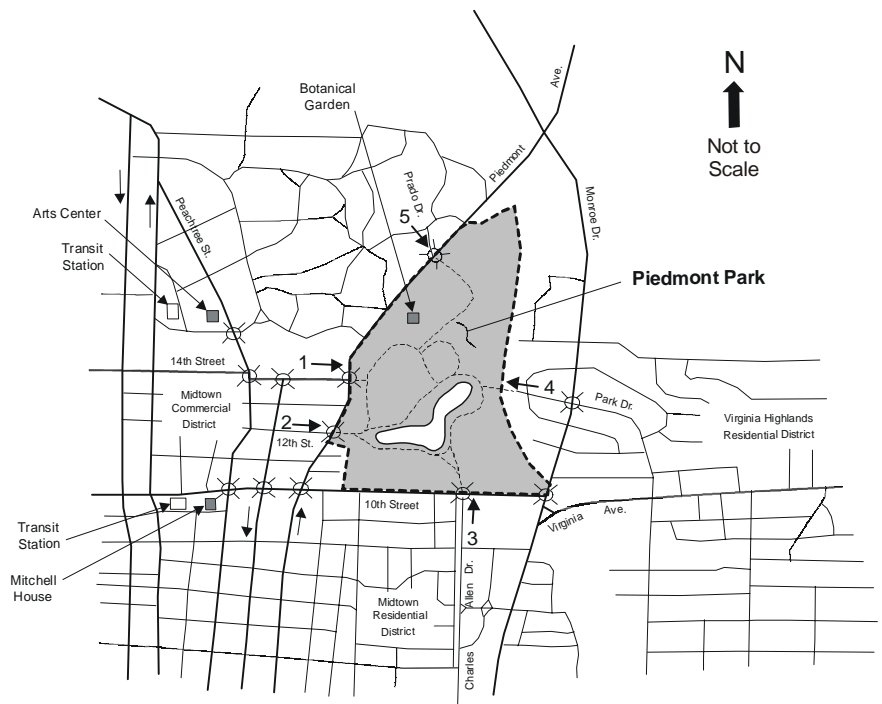 N
Not to
Scale
Botanical
Garden
Ave.
Piedmont
Prado Dr.
5
Monroe Dr.
Arts Center
Peachtree St.
Transit
Station
Piedmont Park
14th Street
1
4
Midtown
Commercial
District
Park Dr.
2
12th St.
Virginia Highlands
Residential District
10th Street
3
Virginia
Ave.
Transit
Station
Mitchell
House
Midtown
Residential
District
Charles
Allen Dr.